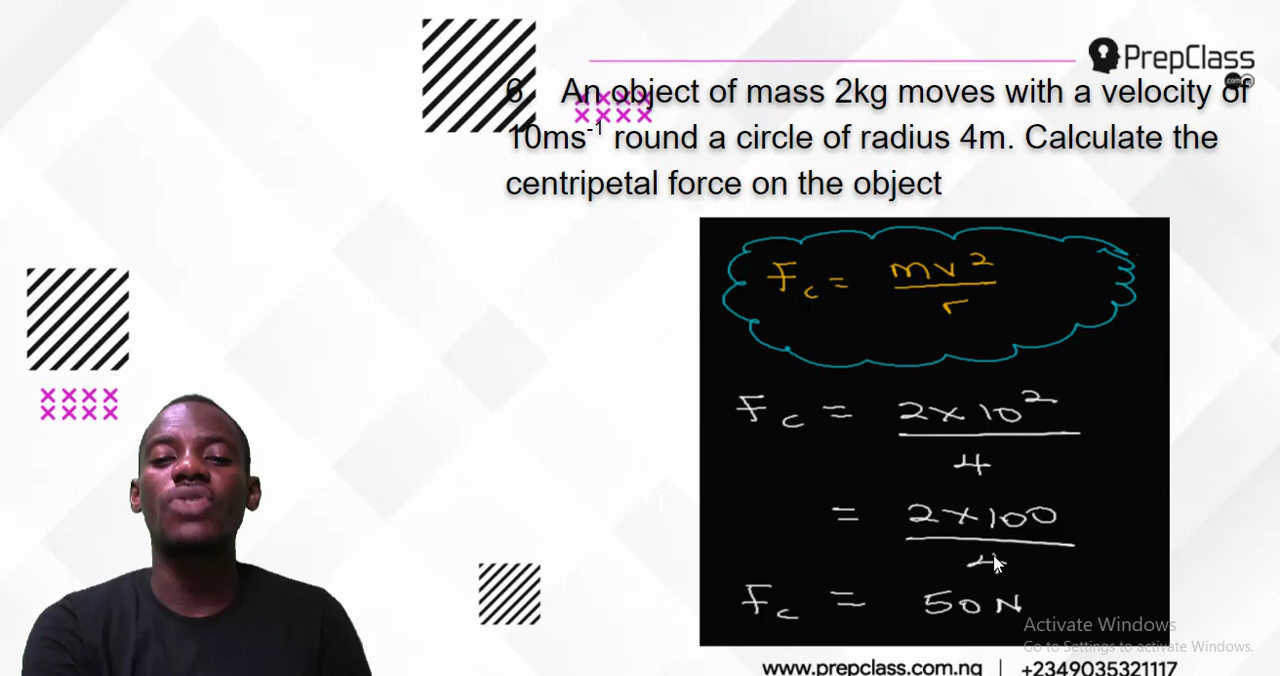 PrepClass
.com.ng
6 An object of mass 2kg moves with a velocity of
10ms⁻¹ round a circle of radius 4m. Calculate the
centripetal force on the object
Fc = mv²
r
Fc = 2×10²
4
= 2×100
4
Fc = 50N
Activate Windows
Go to Settings to activate Windows.
www.prepclass.com.ng | +2349035321117